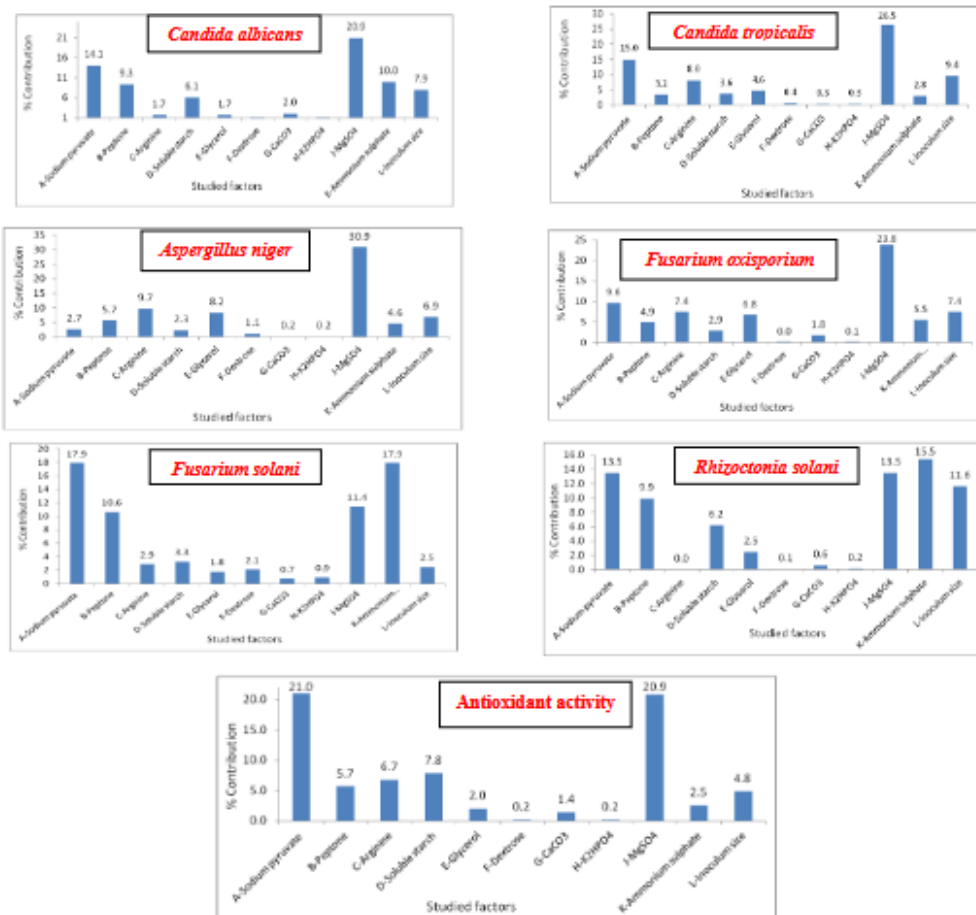 Candida albicans
% Contribution
21
16
11
6
1
14.1
9.3
1.7
6.1
1.7
2.0
20.9
10.0
7.9
A-Sodium pyruvate
B-Peptone
C-Arginine
D-Soluble starch
E-Glycerol
F-Dextrose
G-CaCO3
H-K2HPO4
J-MgSO4
K-Ammonium sulphate
L-Inoculum size
Studied factors
Candida tropicalis
% Contribution
30
25
20
15
10
5
0
15.0
3.2
8.0
3.6
4.6
0.4
0.3
0.3
26.5
2.8
9.4
A-Sodium pyruvate
B-Peptone
C-Arginine
D-Soluble starch
E-Glycerol
F-Dextrose
G-CaCO3
H-K2HPO4
J-MgSO4
K-Ammonium sulphate
L-Inoculum size
Studied factors
Aspergillus niger
% Contribution
35
30
25
20
15
10
5
0
2.7
5.7
9.7
2.3
8.2
1.1
0.2
0.2
30.9
4.6
6.9
A-Sodium pyruvate
B-Peptone
C-Arginine
D-Soluble starch
E-Glycerol
F-Dextrose
G-CaCO3
H-K2HPO4
J-MgSO4
K-Ammonium sulphate
L-Inoculum size
Studied factors
Fusarium oxisporium
% Contribution
25
20
15
10
5
0
9.6
4.9
7.4
2.9
6.8
0.0
1.8
0.1
23.8
5.5
7.4
A-Sodium pyruvate
B-Peptone
C-Arginine
D-Soluble starch
E-Glycerol
F-Dextrose
G-CaCO3
H-K2HPO4
J-MgSO4
K-Ammonium...
L-Inoculum size
Studied factors
Fusarium solani
% Contribution
20
18
16
14
12
10
8
6
4
2
0
17.9
10.6
2.9
3.3
1.8
2.1
0.7
0.9
11.4
17.9
2.5
A-Sodium pyruvate
B-Peptone
C-Arginine
D-Soluble starch
E-Glycerol
F-Dextrose
G-CaCO3
H-K2HPO4
J-MgSO4
K-Ammonium...
L-Inoculum size
Studied factors
Rhizoctonia solani
% Contribution
16.0
14.0
12.0
10.0
8.0
6.0
4.0
2.0
0.0
13.5
9.9
0.0
6.2
2.5
0.1
0.6
0.2
13.5
15.5
11.6
A-Sodium pyruvate
B-Peptone
C-Arginine
D-Soluble starch
E-Glycerol
F-Dextrose
G-CaCO3
H-K2HPO4
J-MgSO4
K-Ammonium sulphate
L-Inoculum size
Studied factors
Antioxidant activity
% Contribution
20.0
15.0
10.0
5.0
0.0
21.0
5.7
6.7
7.8
2.0
0.2
1.4
0.2
20.9
2.5
4.8
A-Sodium pyruvate
B-Peptone
C-Arginine
D-Soluble starch
E-Glycerol
F-Dextrose
G-CaCO3
H-K2HPO4
J-MgSO4
K-Ammonium sulphate
L-Inoculum size
Studied factors